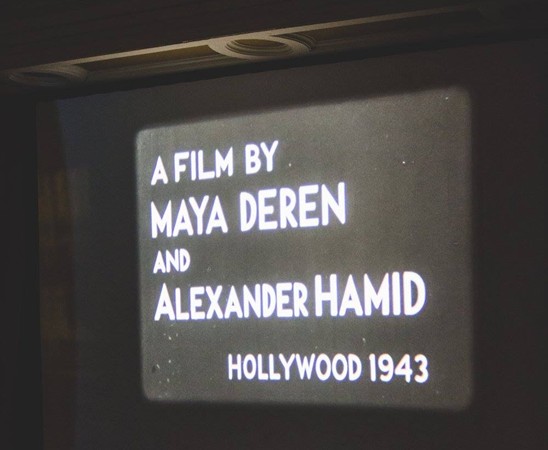 A FILM BY
MAYA DEREN
AND
ALEXANDER HAMID
HOLLYWOOD 1943